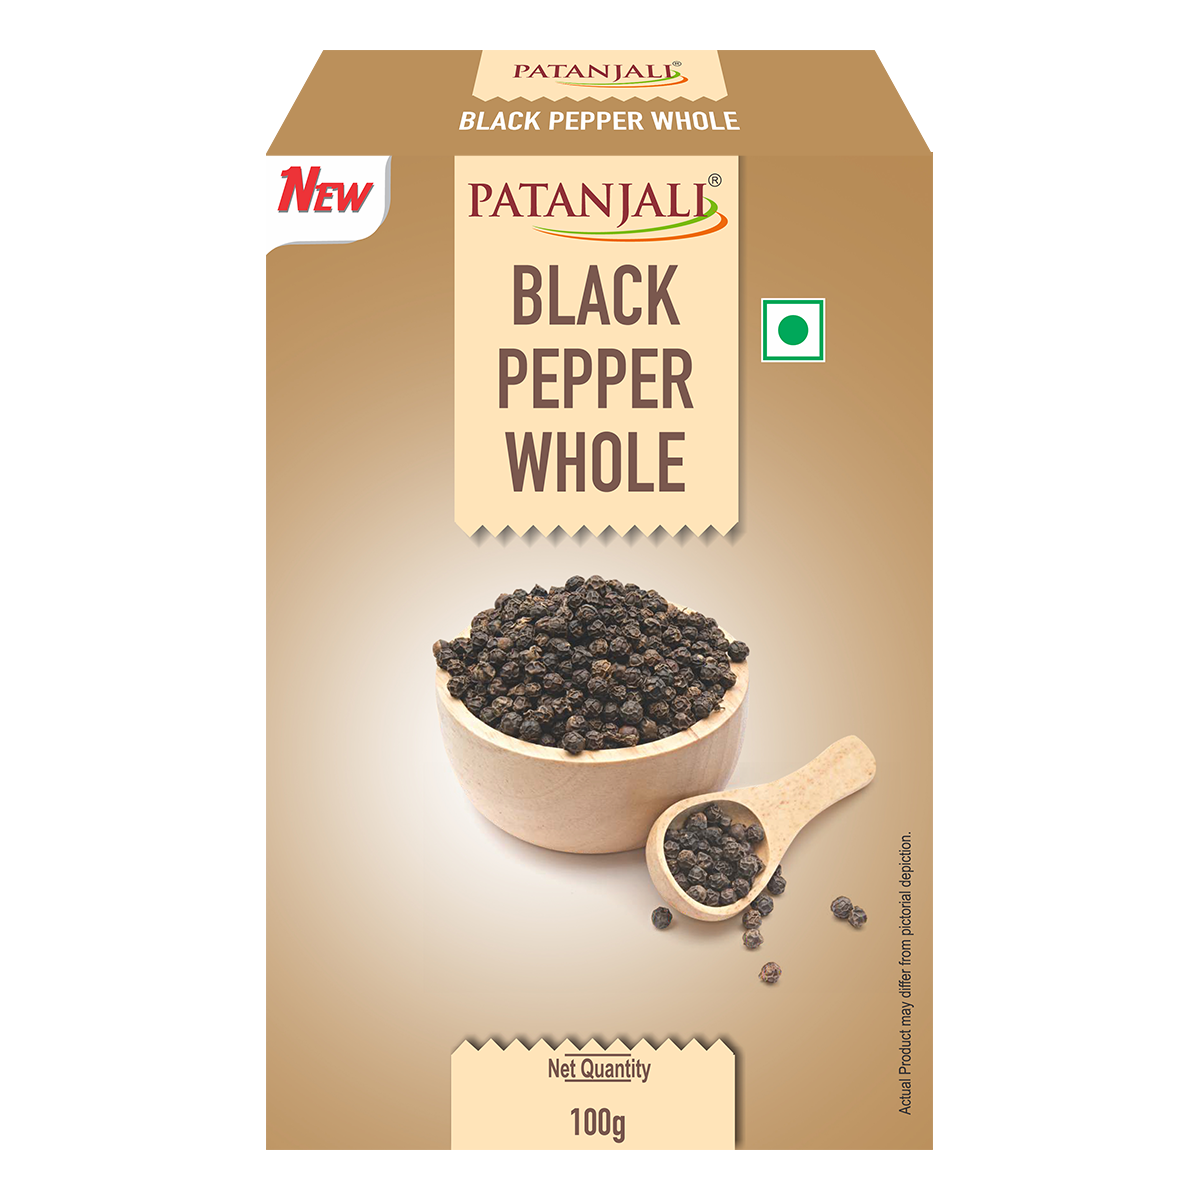 PATANJALI®
BLACK PEPPER WHOLE
NEW
PATANJALI®
BLACK
PEPPER
WHOLE
Net Quantity
100g
Actual Product may differ from pictorial depiction.